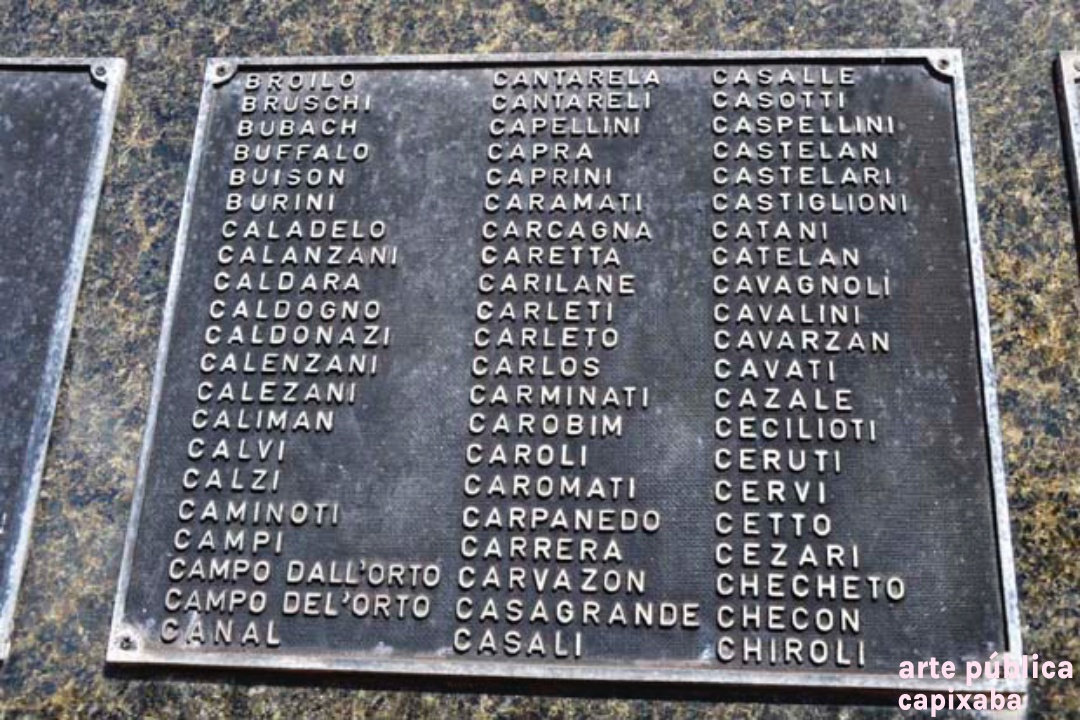 BROILO
BRUSCHI
BUBACH
BUFFALO
BUISON
BURINI
CALADELO
CALANZANI
CALDARA
CALDOGNO
CALDONAZI
CALENZANI
CALEZANI
CALIMAN
CALVI
CALZI
CAMINOTI
CAMPI
CAMPO DALL'ORTO
CAMPO DEL'ORTO
CANAL
CANTARELA
CANTARELI
CAPELLINI
CAPRA
CAPRINI
CARAMATI
CARCAGNA
CARETTA
CARILANE
CARLETI
CARLETO
CARLOS
CARMINATI
CAROBIM
CAROLI
CAROMATI
CARPANEDO
CARRERA
CARVAZON
CASAGRANDE
CASALI
CASALLE
CASOTTI
CASPELLINI
CASTELAN
CASTELARI
CASTIGLIONI
CATANI
CATELAN
CAVAGNOLI
CAVALINI
CAVARZAN
CAVATI
CAZALE
CECILIOTI
CERUTI
CERVI
CETTO
CEZARI
CHECHETO
CHECON
CHIROLI
arte pública
capixaba